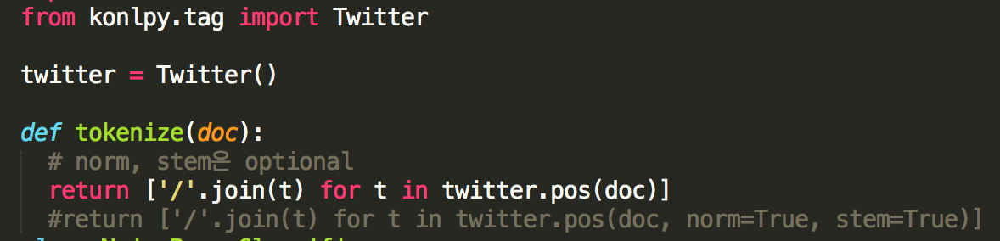 from konlpy.tag import Twitter
twitter = Twitter()
def tokenize(doc):
# norm, stem은 optional
return ['/'.join(t) for t in twitter.pos(doc)]
#return ['/'.join(t) for t in twitter.pos(doc, norm=True, stem=True)]